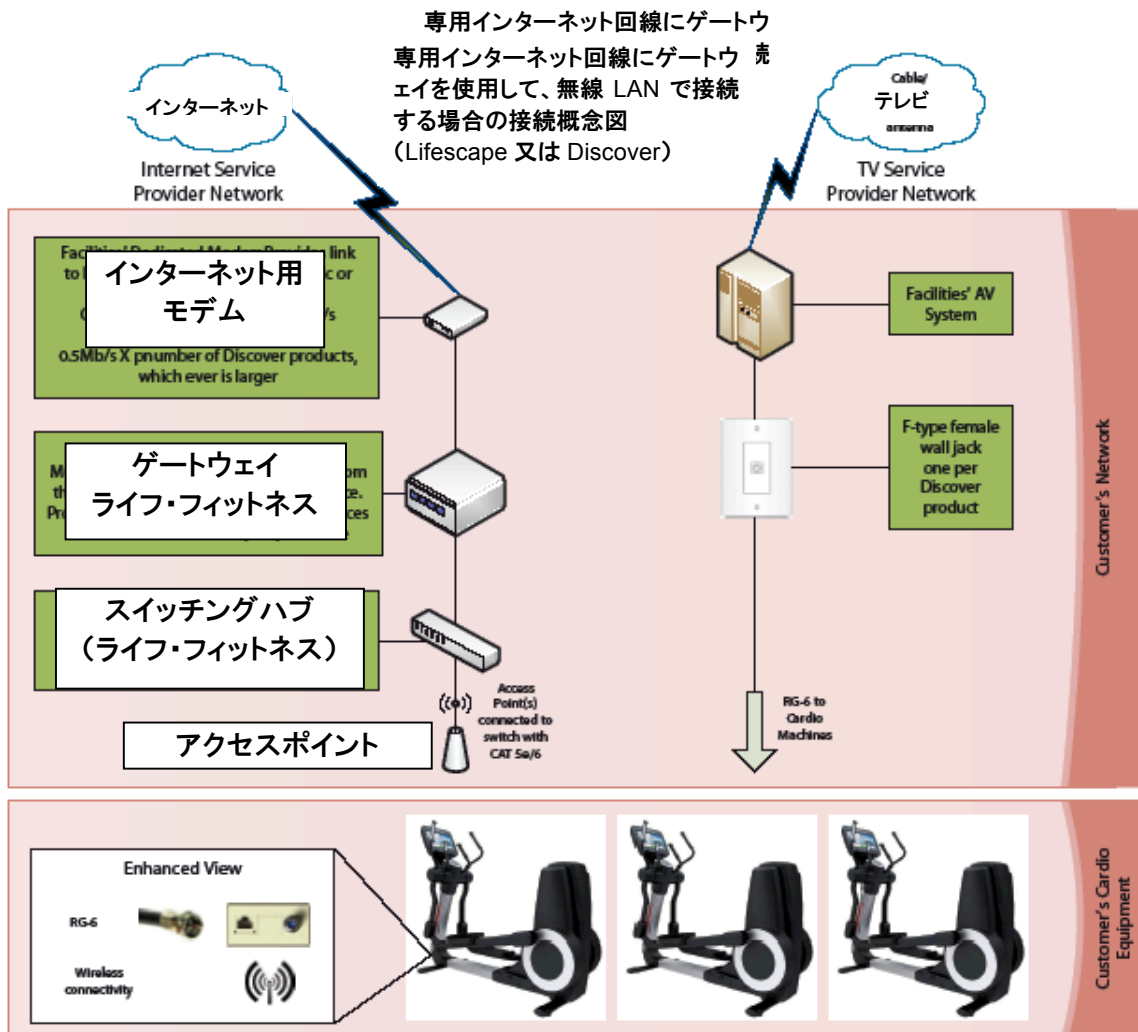 専用インターネット回線にゲートウ
専用インターネット回線にゲートウ
ェイを使用して、無線 LAN で接続
する場合の接続概念図
（Lifescape 又は Discover）
インターネット
Internet Service
Provider Network
Cable/
テレビ
antenna
TV Service
Provider Network
link
to
c or
インターネット用
モデム
/s
0.5Mb/s X pnumber of Discover products,
which ever is larger
Facilities' AV
System
ゲートウェイ
ライフ・フィットネス
F-type female
wall jack
one per
Discover
product
スイッチングハブ
（ライフ・フィットネス）
アクセスポイント
Access
Point(s)
connected to
switch with
CAT 5e/6
RG-6 to
Cardio
Machines
Customer's Network
Enhanced View
RG-6
Wireless
connectivity
Customer's Cardio
Equipment